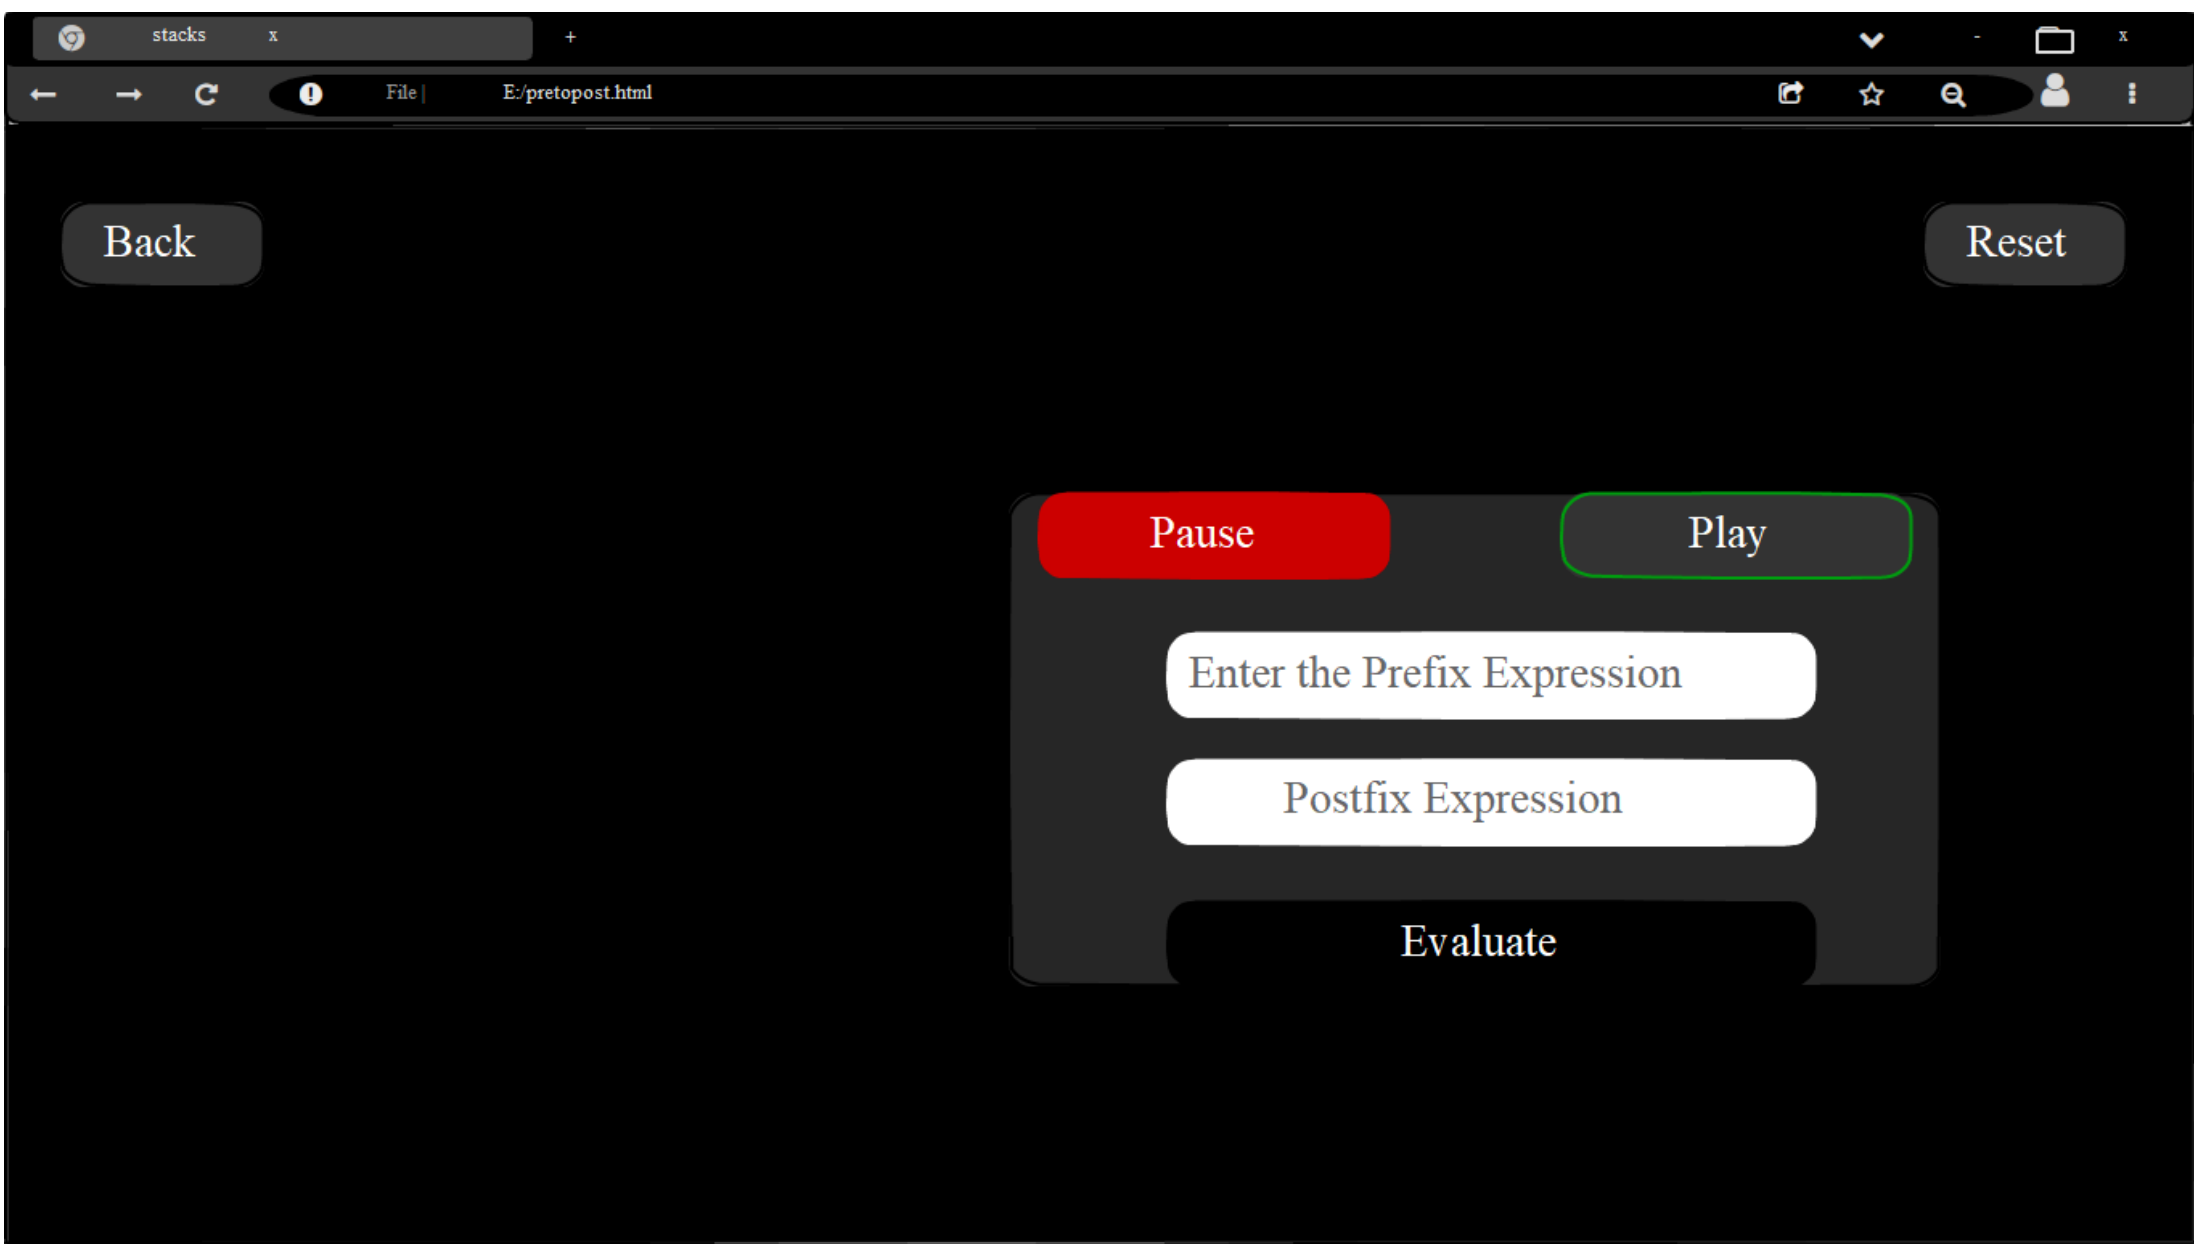 stacks x +
- x
File | E:/pretopost.html
Back
Reset
Pause
Play
Enter the Prefix Expression
Postfix Expression
Evaluate